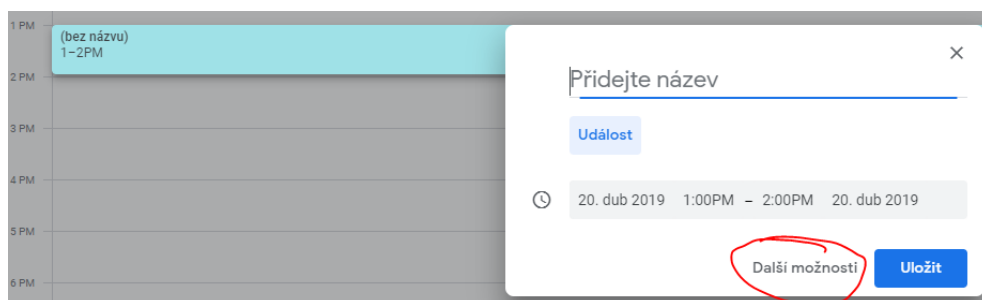 1 PM
(bez názvu)
1–2PM
2 PM
3 PM
4 PM
5 PM
6 PM
Přidejte název
Událost
20. dub 2019 1:00PM – 2:00PM 20. dub 2019
Další možnosti Uložit